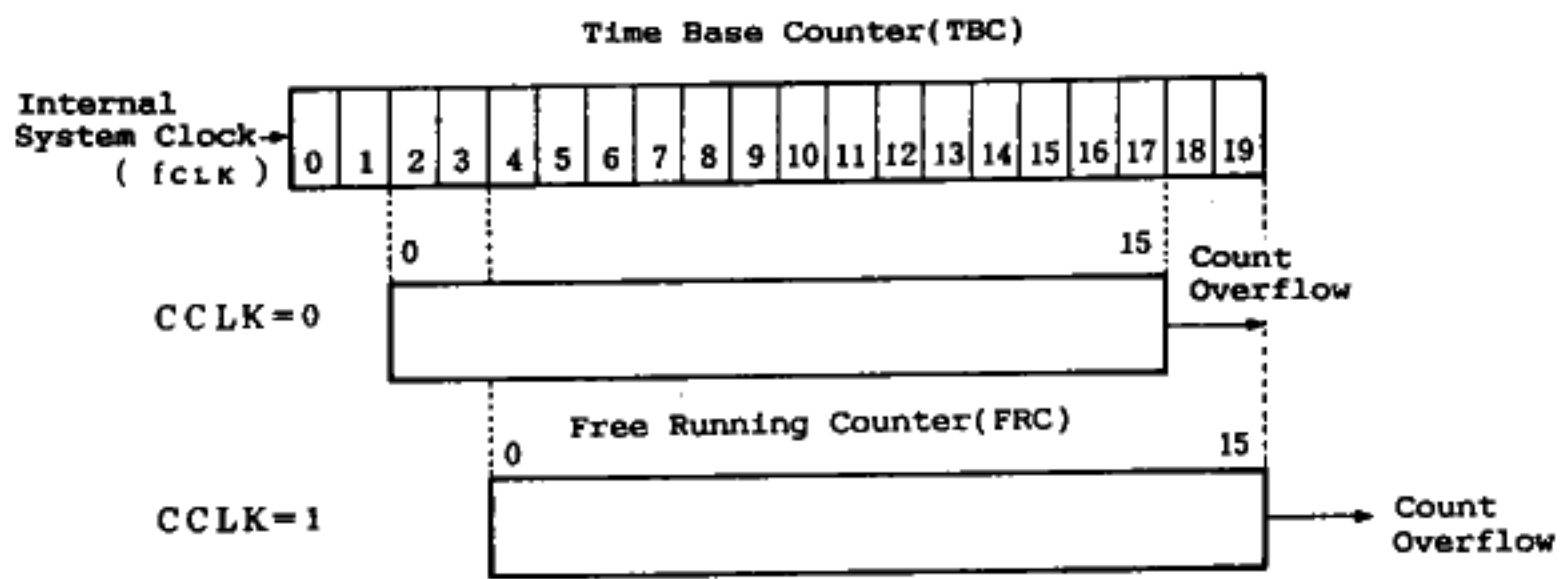 Time Base Counter(TBC)
Internal
System Clock
( fCLK )
0 1 2 3 4 5 6 7 8 9 10 11 12 13 14 15 16 17 18 19
0 15
Count
Overflow
CCLK=0
Free Running Counter(FRC)
0 15
CCLK=1
Count
Overflow